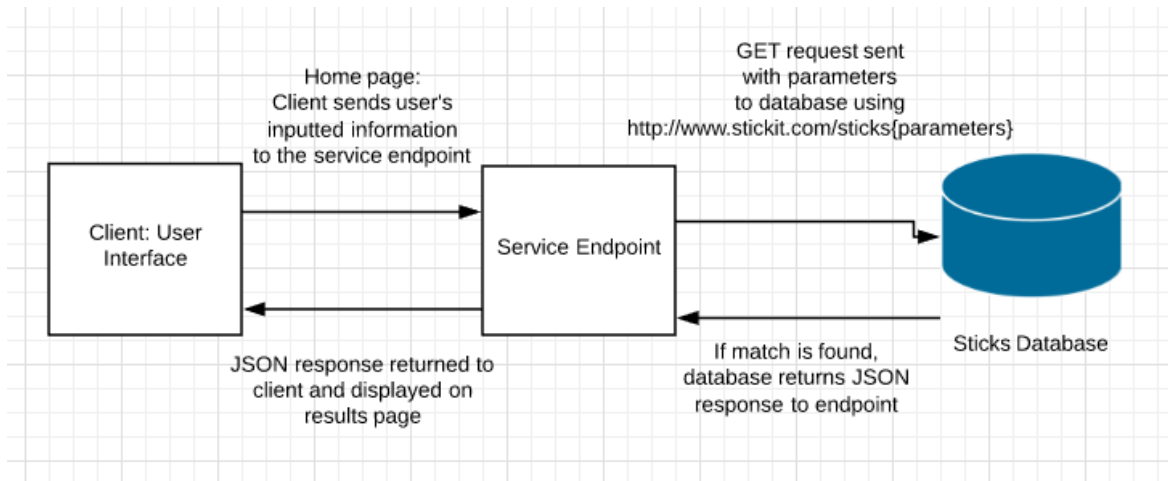 Home page:
Client sends user's
inputted information
to the service endpoint
GET request sent
with parameters
to database using
http://www.stickit.com/sticks{parameters}
Client: User
Interface
Service Endpoint
Sticks Database
JSON response returned to
client and displayed on
results page
If match is found,
database returns JSON
response to endpoint